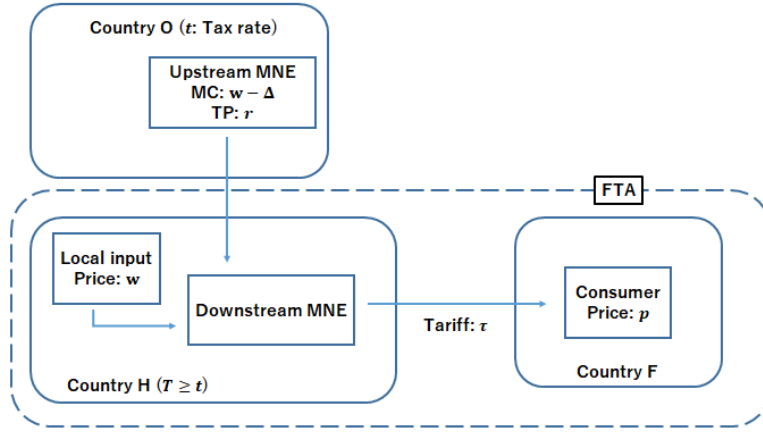 Country O (t: Tax rate)
Upstream MNE
MC: w − Δ
TP: r
FTA
Local input
Price: w
Downstream MNE
Tariff: τ
Consumer
Price: p
Country F
Country H (T ≥ t)